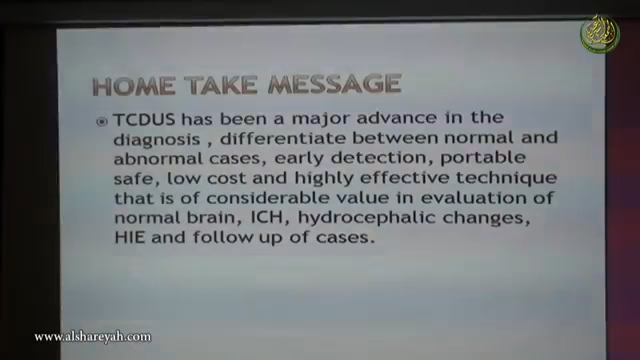 HOME TAKE MESSAGE
TCDUS has been a major advance in the
diagnosis , differentiate between normal and
abnormal cases, early detection, portable
safe, low cost and highly effective technique
that is of considerable value in evaluation of
normal brain, ICH, hydrocephalic changes,
HIE and follow up of cases.
www.alshareyah.com